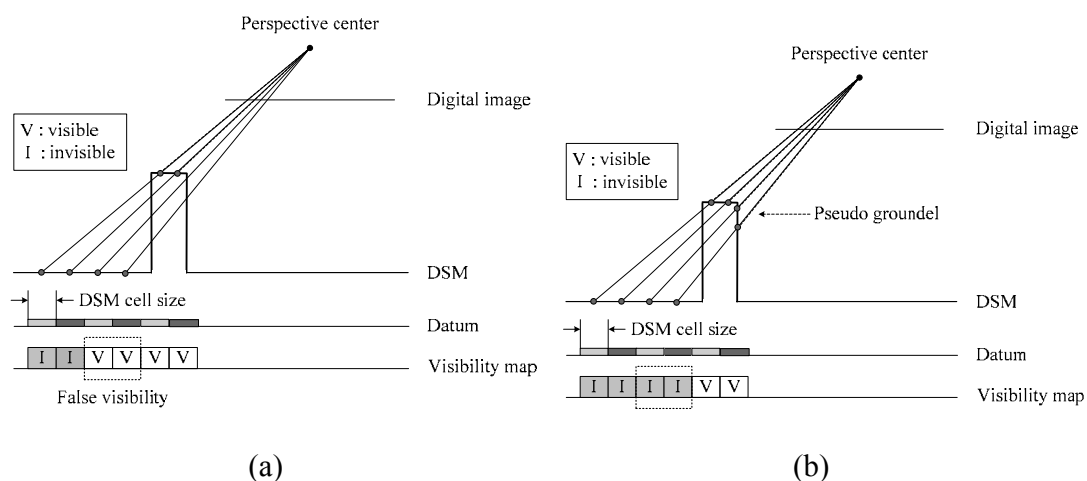 Perspective center
Digital image
V : visible
I : invisible
DSM
DSM cell size
Datum
I I V V V V
Visibility map
False visibility
(a)
Perspective center
Digital image
V : visible
I : invisible
Pseudo groundel
DSM
DSM cell size
Datum
I I I I V V
Visibility map
(b)